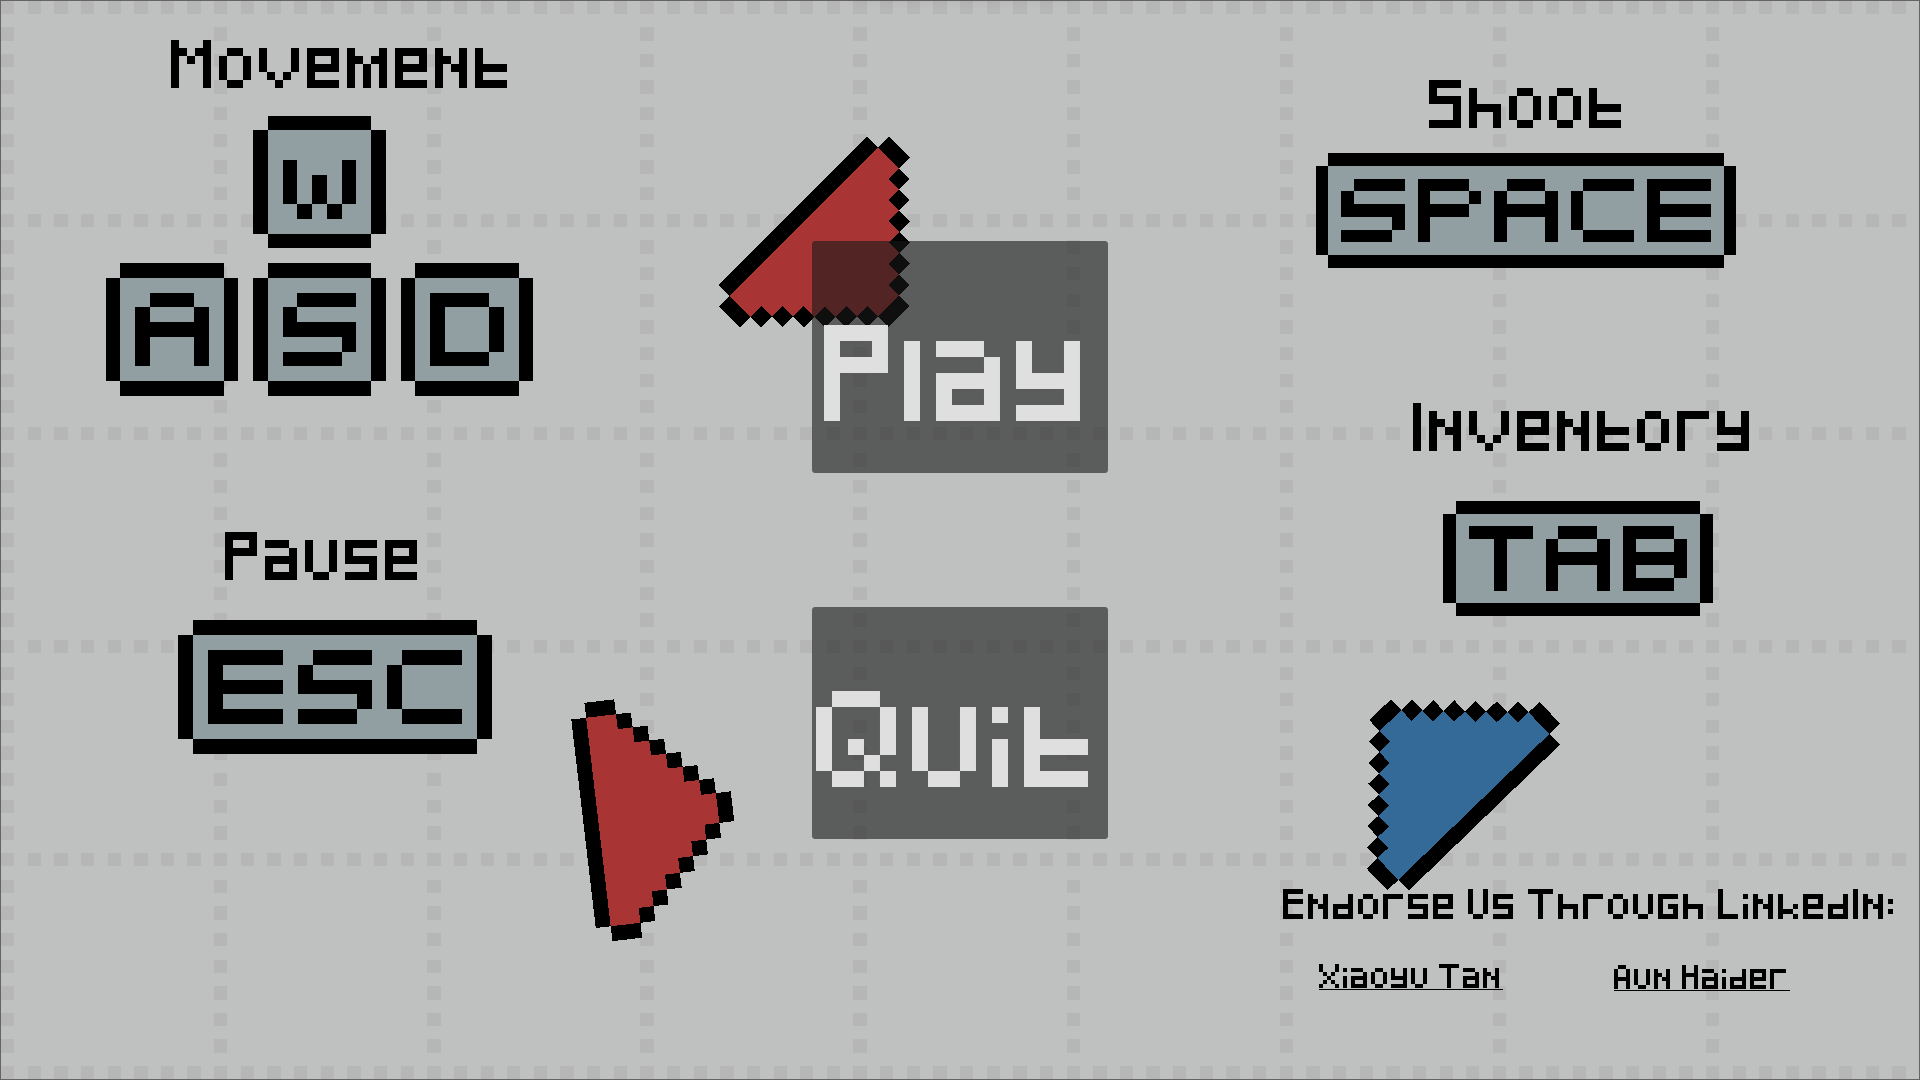 Movement
W
A S D
Pause
ESC
Play
Quit
Shoot
SPACE
Inventory
TAB
Endorse Us Through LinkedIn:
Xiaoyu Tan
Aun Haider